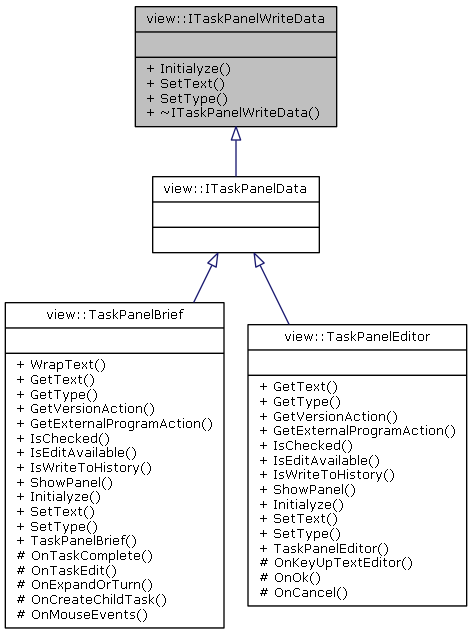 view::ITaskPanelWriteData
+ Initialyze()
+ SetText()
+ SetType()
+ ~ITaskPanelWriteData()
view::ITaskPanelData
view::TaskPanelBrief
+ WrapText()
+ GetText()
+ GetType()
+ GetVersionAction()
+ GetExternalProgramAction()
+ IsChecked()
+ IsEditAvailable()
+ IsWriteToHistory()
+ ShowPanel()
+ Initialyze()
+ SetText()
+ SetType()
+ TaskPanelBrief()
# OnTaskComplete()
# OnTaskEdit()
# OnExpandOrTurn()
# OnCreateChildTask()
# OnMouseEvents()
view::TaskPanelEditor
+ GetText()
+ GetType()
+ GetVersionAction()
+ GetExternalProgramAction()
+ IsChecked()
+ IsEditAvailable()
+ IsWriteToHistory()
+ ShowPanel()
+ Initialyze()
+ SetText()
+ SetType()
+ TaskPanelEditor()
# OnKeyUpTextEditor()
# OnOk()
# OnCancel()